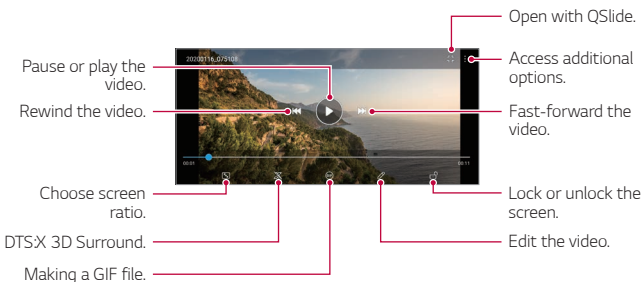 Open with QSlide.
20200116_075108
Access additional
options.
Pause or play the
video.
Rewind the video.
Fast-forward the
video.
00:01
00:11
Choose screen
ratio.
Lock or unlock the
screen.
DTS:X 3D Surround.
Edit the video.
Making a GIF file.